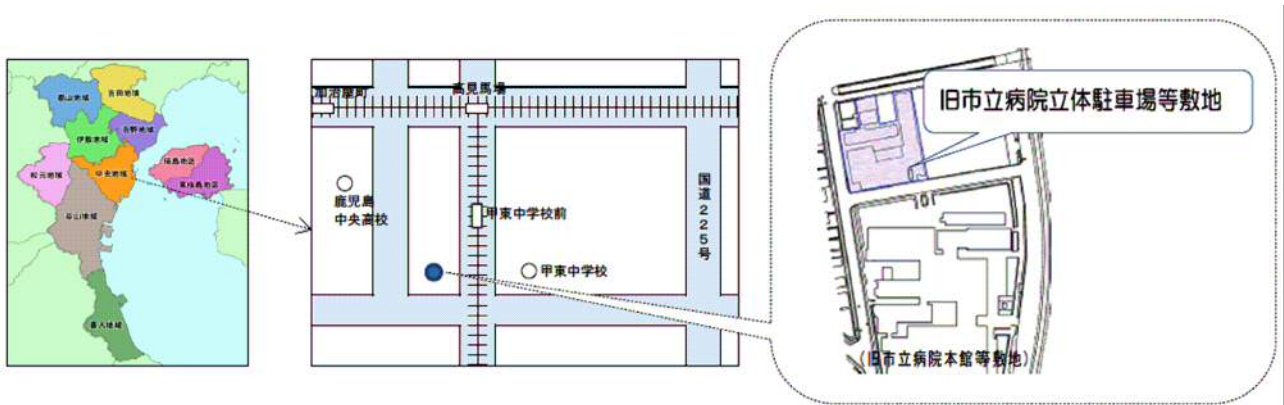 吉田地域
郡山地域
伊敷地域
吉野地域
松元地域
中央地域
桜島地区
東桜島地区
谷山地域
喜入地域
加治屋町
高見馬場
鹿児島
中央高校
甲東中学校前
甲東中学校
国道225号
旧市立病院立体駐車場等敷地
(旧市立病院本館等敷地)